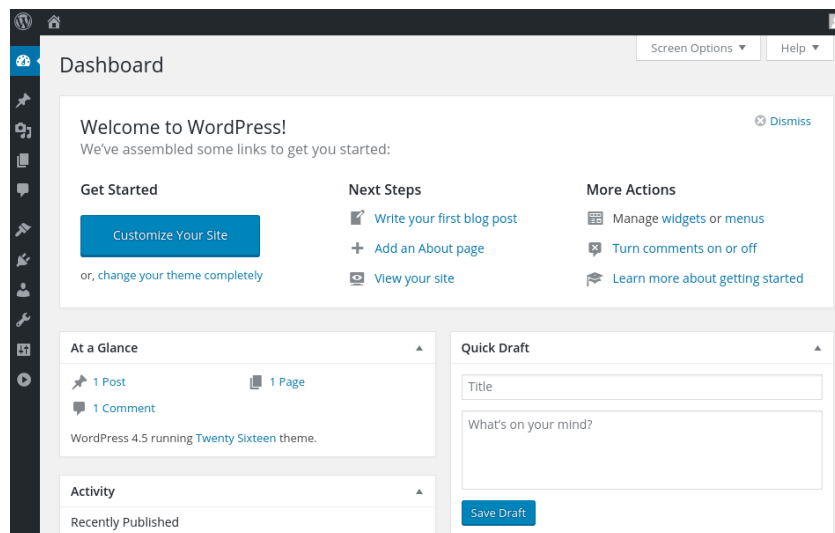 Screen Options ▼
Help ▼
Dashboard
Welcome to WordPress!
Dismiss
We've assembled some links to get you started:
Get Started
Customize Your Site
or, change your theme completely
Next Steps
Write your first blog post
Add an About page
View your site
More Actions
Manage widgets or menus
Turn comments on or off
Learn more about getting started
At a Glance
1 Post
1 Page
1 Comment
WordPress 4.5 running Twenty Sixteen theme.
Activity
Recently Published
Quick Draft
Title
What's on your mind?
Save Draft